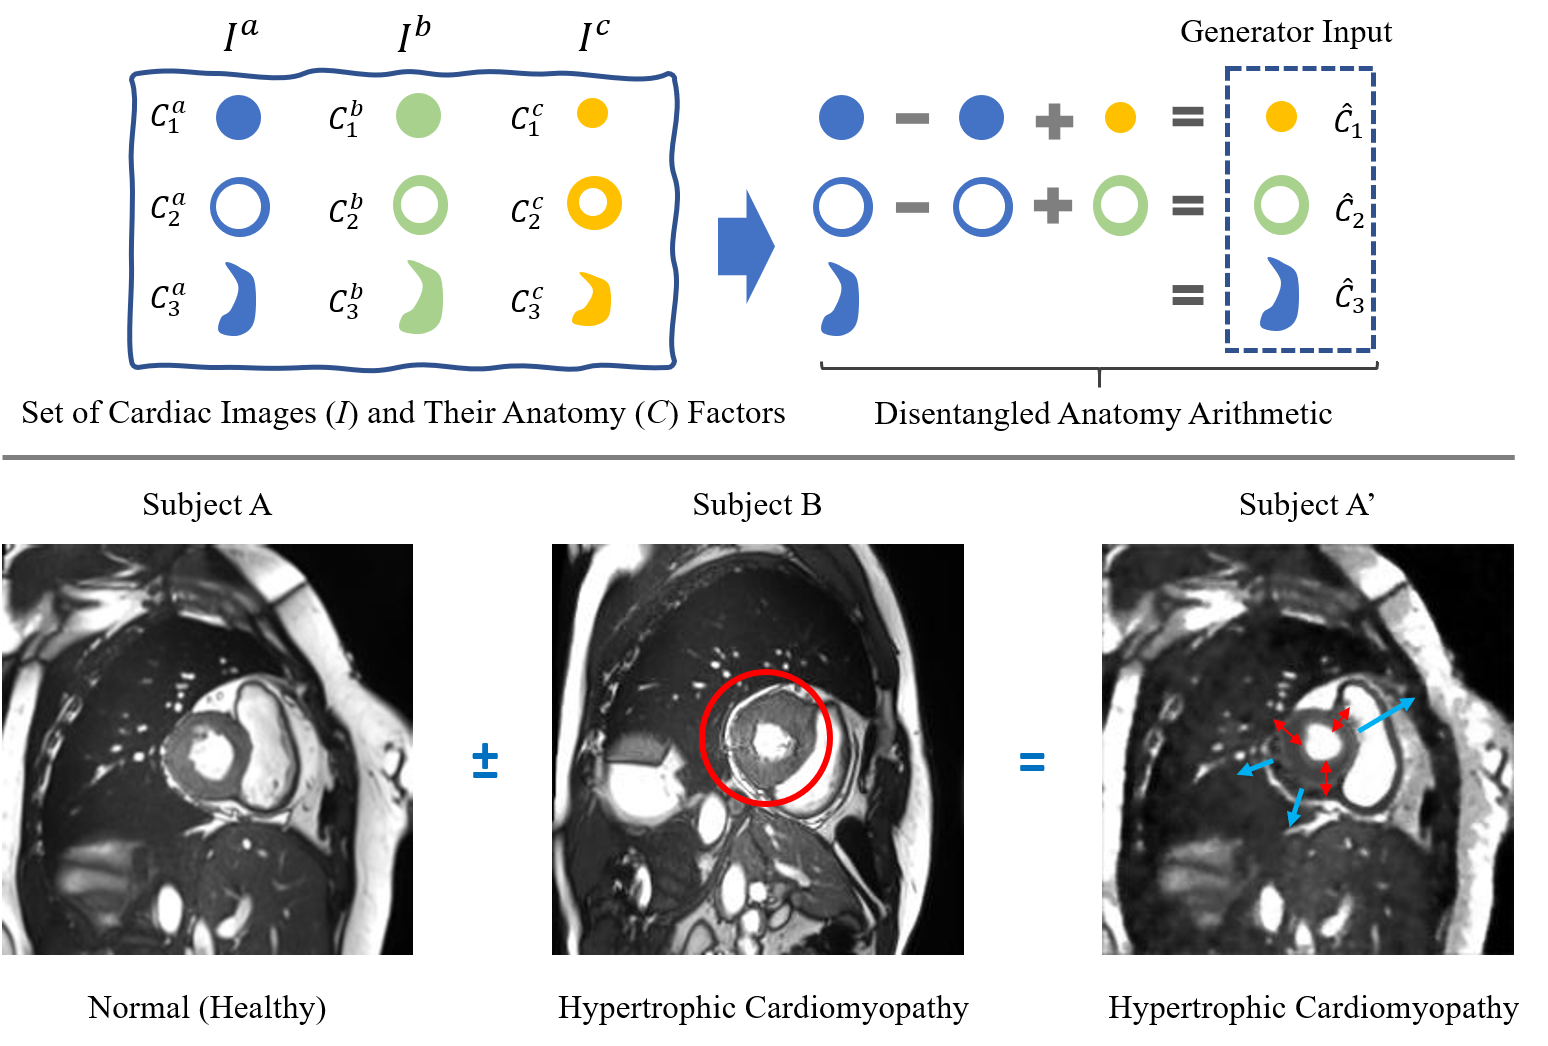 I^a I^b I^c
Generator Input
C_1^a C_1^b C_1^c − + = Ĉ_1
C_2^a C_2^b C_2^c − + = Ĉ_2
C_3^a C_3^b C_3^c = Ĉ_3
Set of Cardiac Images (I) and Their Anatomy (C) Factors
Disentangled Anatomy Arithmetic
Subject A Subject B Subject A’
± =
Normal (Healthy) Hypertrophic Cardiomyopathy Hypertrophic Cardiomyopathy